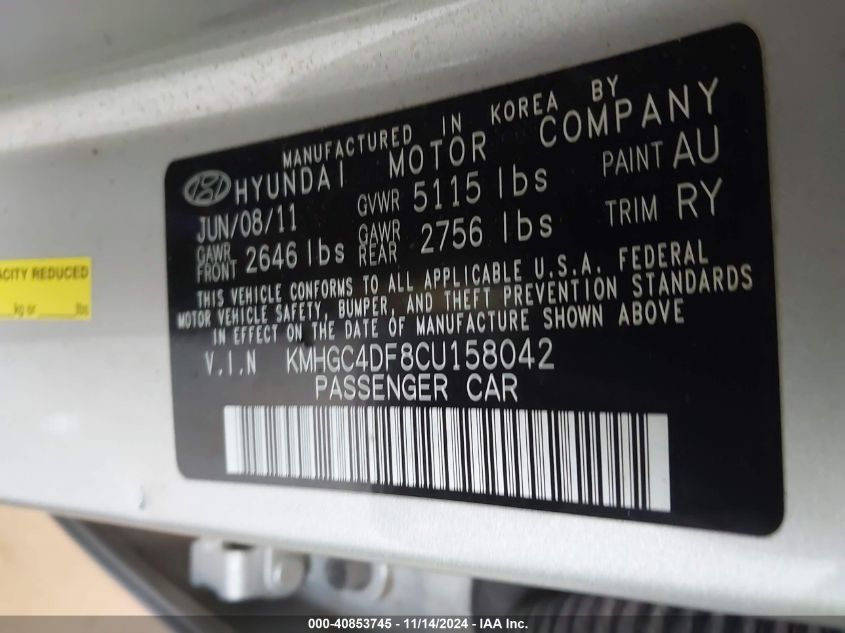 MANUFACTURED IN KOREA BY
HYUNDAI MOTOR COMPANY
JUN/08/11 GVWR 5115 lbs PAINT AU
GAWR FRONT 2646 lbs GAWR REAR 2756 lbs TRIM RY
THIS VEHICLE CONFORMS TO ALL APPLICABLE U.S.A. FEDERAL
MOTOR VEHICLE SAFETY, BUMPER, AND THEFT PREVENTION STANDARDS
IN EFFECT ON THE DATE OF MANUFACTURE SHOWN ABOVE
V.I.N KMHGC4DF8CU158042
PASSENGER CAR
REDUCED
kg or lbs
000-40853745 - 11/14/2024 - IAA Inc.